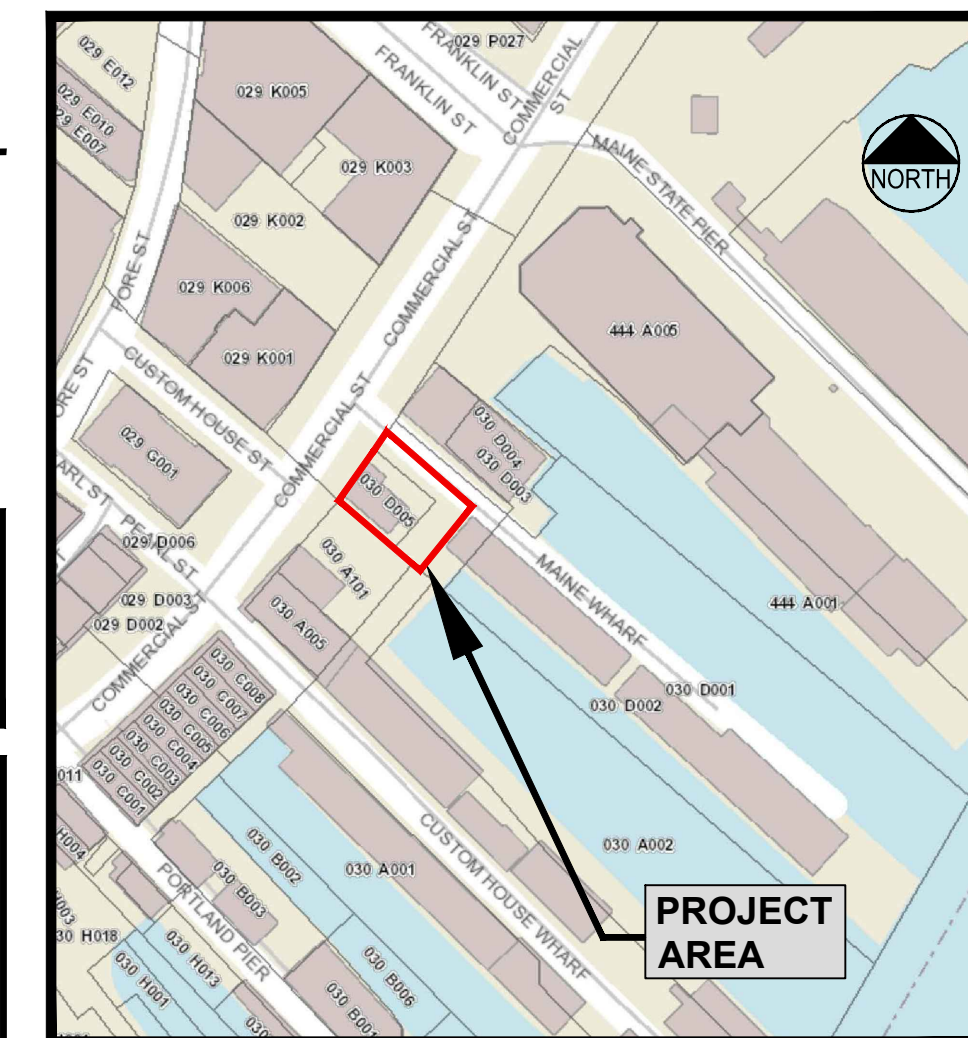 029 P027
FRANKLIN ST
FRANKLIN ST
COMMERCIAL
ST
029 E012
029 K005
029 E010
029 E007
029 K003
MAINE STATE PIER
NORTH
029 K002
FORE ST
COMMERCIAL ST
029 K006
444 A005
029 K001
CUSTOM HOUSE ST
COMMERCIAL ST
029 G001
030 D004
030 D003
030 D005
PEARL ST
029 D006
030 A101
MAINE WHARF
029 D003
029 D002
444 A001
030 A005
COMMERCIAL ST
030 C008
030 C007
030 C006
030 C005
030 C004
030 C003
030 C002
030 C001
030 D001
030 D002
011
H004
CUSTOM HOUSE WHARF
030 A002
030 B002
030 A001
PORTLAND PIER
030 B003
PROJECT
AREA
H003
30 H018
030 H013
030 H001
030 B006
030 B001